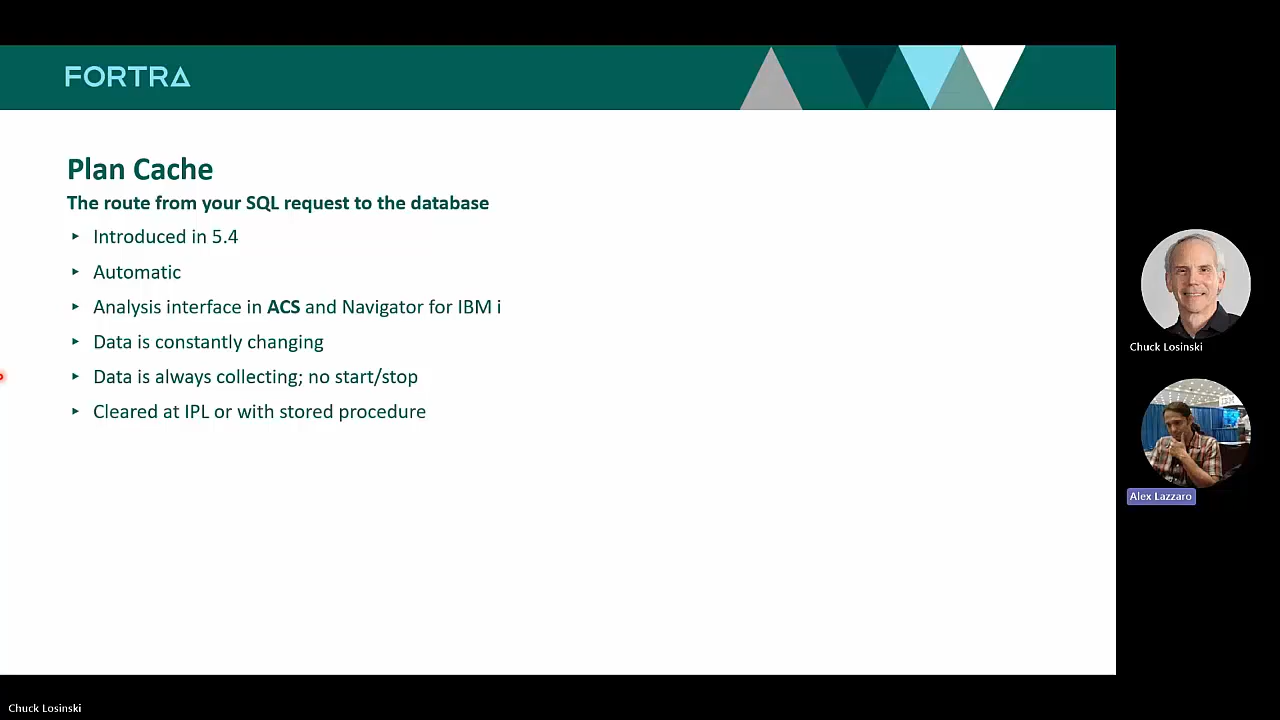 FORTRA
Plan Cache
The route from your SQL request to the database
Introduced in 5.4
Automatic
Analysis interface in ACS and Navigator for IBM i
Data is constantly changing
Data is always collecting; no start/stop
Cleared at IPL or with stored procedure
Chuck Losinski
IBM
Alex Lazzaro
Chuck Losinski